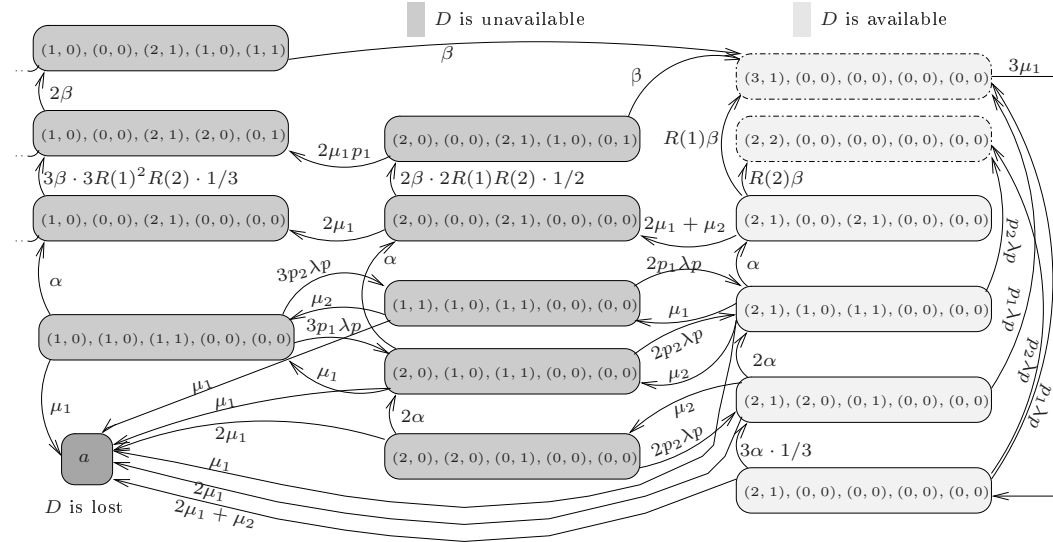 D is unavailable
D is available
(1, 0), (0, 0), (2, 1), (1, 0), (1, 1)
β
β
(3, 1), (0, 0), (0, 0), (0, 0), (0, 0)
3μ₁
2β
(1, 0), (0, 0), (2, 1), (2, 0), (0, 1)
2μ₁p₁
(2, 0), (0, 0), (2, 1), (1, 0), (0, 1)
R(1)β
(2, 2), (0, 0), (0, 0), (0, 0), (0, 0)
3β · 3R(1)²R(2) · 1/3
2β · 2R(1)R(2) · 1/2
R(2)β
(1, 0), (0, 0), (2, 1), (0, 0), (0, 0)
2μ₁
(2, 0), (0, 0), (2, 1), (0, 0), (0, 0)
2μ₁ + μ₂
(2, 1), (0, 0), (2, 1), (0, 0), (0, 0)
p₂λp
α
3p₂λp
α
2p₁λp
α
p₁λp
μ₂
(1, 1), (1, 0), (1, 1), (0, 0), (0, 0)
μ₁
(2, 1), (1, 0), (1, 1), (0, 0), (0, 0)
(1, 0), (1, 0), (1, 1), (0, 0), (0, 0)
3p₁λp
2p₂λp
p₂λp
μ₁
μ₁
(2, 0), (1, 0), (1, 1), (0, 0), (0, 0)
μ₂
2α
μ₁
μ₁
2α
μ₂
(2, 1), (2, 0), (0, 1), (0, 0), (0, 0)
p₁λp
2μ₁
2p₂λp
3α · 1/3
a
μ₁
(2, 0), (2, 0), (0, 1), (0, 0), (0, 0)
2μ₁
(2, 1), (0, 0), (0, 0), (0, 0), (0, 0)
D is lost
2μ₁ + μ₂